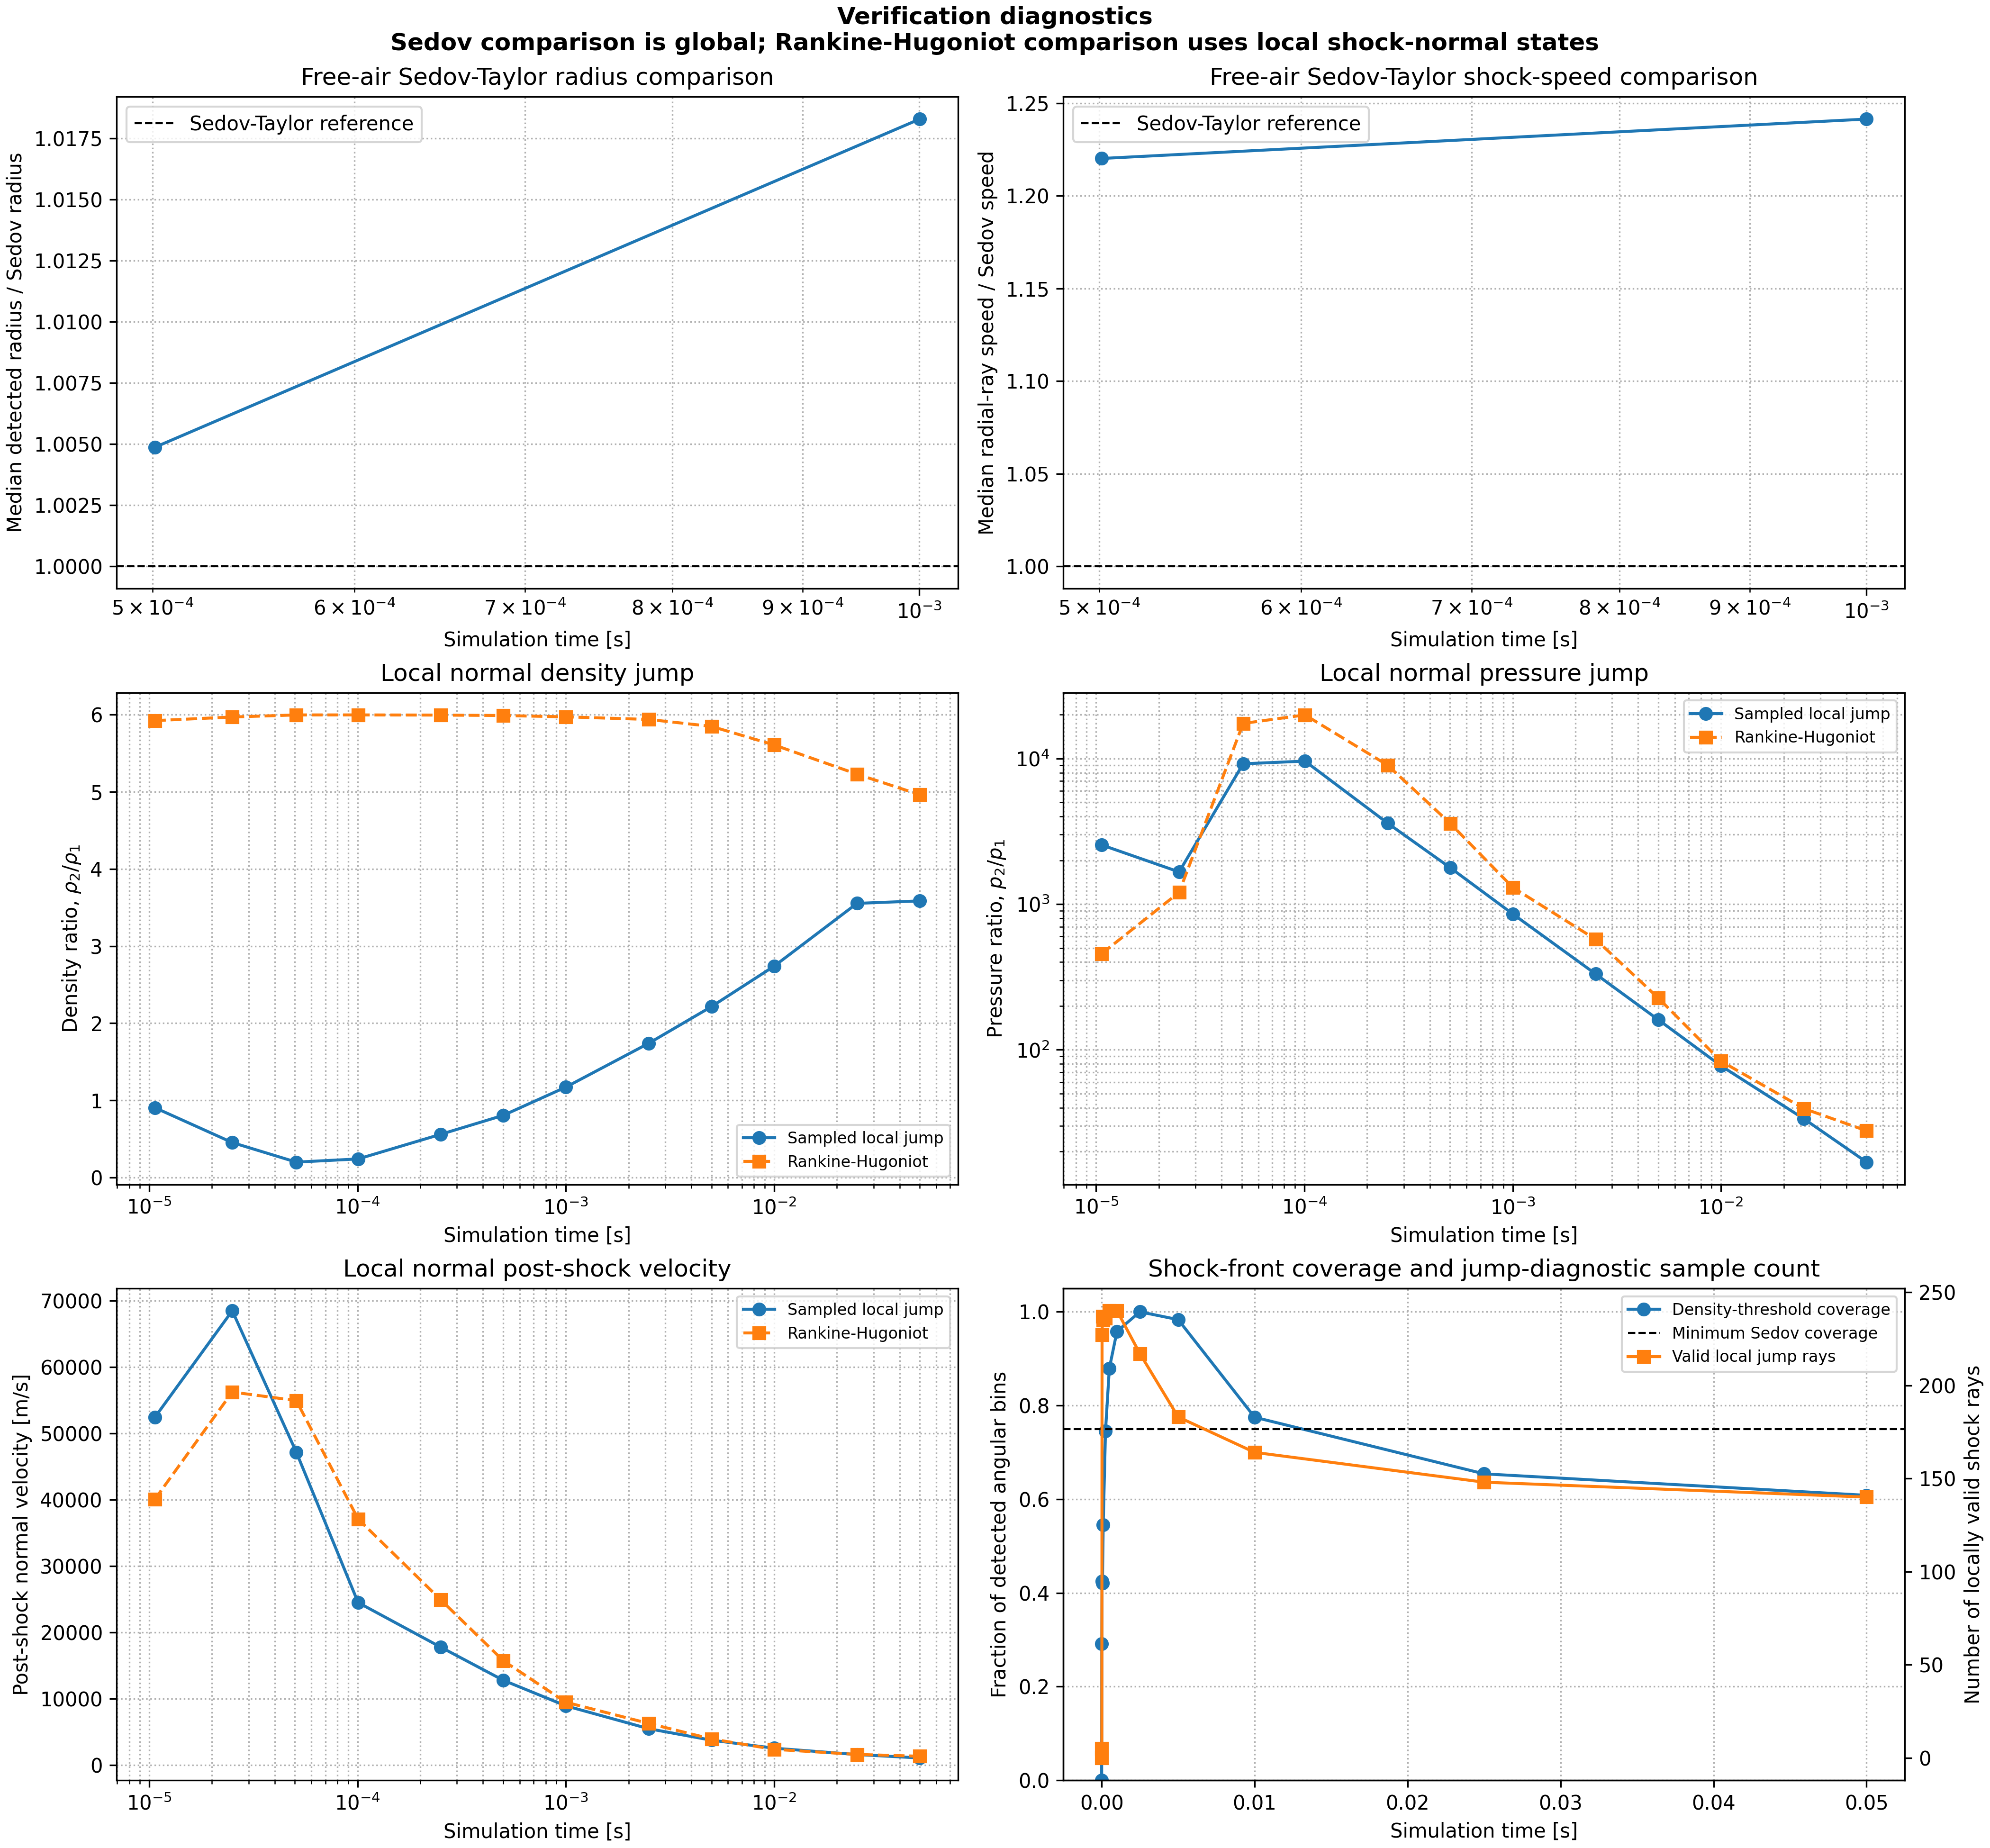 Verification diagnostics
Sedov comparison is global; Rankine-Hugoniot comparison uses local shock-normal states
Free-air Sedov-Taylor radius comparison
Median detected radius / Sedov radius
1.0175
1.0150
1.0125
1.0100
1.0075
1.0050
1.0025
1.0000
Sedov-Taylor reference
5 × 10⁻⁴
6 × 10⁻⁴
7 × 10⁻⁴
8 × 10⁻⁴
9 × 10⁻⁴
10⁻³
Simulation time [s]
Free-air Sedov-Taylor shock-speed comparison
Median radial-ray speed / Sedov speed
1.25
1.20
1.15
1.10
1.05
1.00
Sedov-Taylor reference
5 × 10⁻⁴
6 × 10⁻⁴
7 × 10⁻⁴
8 × 10⁻⁴
9 × 10⁻⁴
10⁻³
Simulation time [s]
Local normal density jump
Density ratio, ρ₂/ρ₁
6
5
4
3
2
1
0
Sampled local jump
Rankine-Hugoniot
10⁻⁵
10⁻⁴
10⁻³
10⁻²
Simulation time [s]
Local normal pressure jump
Pressure ratio, p₂/p₁
10⁴
10³
10²
Sampled local jump
Rankine-Hugoniot
10⁻⁵
10⁻⁴
10⁻³
10⁻²
Simulation time [s]
Local normal post-shock velocity
Post-shock normal velocity [m/s]
70000
60000
50000
40000
30000
20000
10000
0
Sampled local jump
Rankine-Hugoniot
10⁻⁵
10⁻⁴
10⁻³
10⁻²
Simulation time [s]
Shock-front coverage and jump-diagnostic sample count
Fraction of detected angular bins
1.0
0.8
0.6
0.4
0.2
0.0
Density-threshold coverage
Minimum Sedov coverage
Valid local jump rays
250
200
150
100
50
0
Number of locally valid shock rays
0.00
0.01
0.02
0.03
0.04
0.05
Simulation time [s]